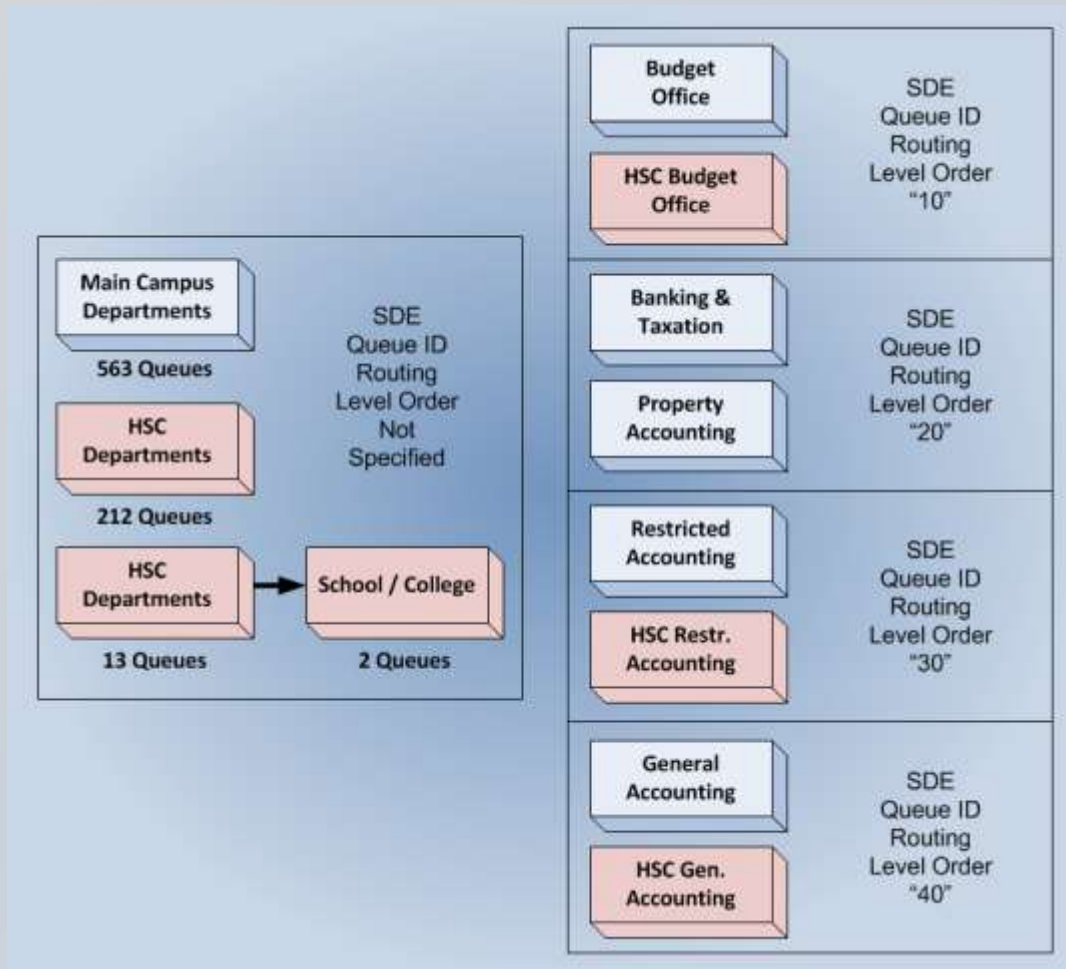 Main Campus
Departments
563 Queues
HSC
Departments
212 Queues
HSC
Departments
13 Queues
School / College
2 Queues
SDE
Queue ID
Routing
Level Order
Not
Specified
Budget
Office
HSC Budget
Office
SDE
Queue ID
Routing
Level Order
“10”
Banking &
Taxation
Property
Accounting
SDE
Queue ID
Routing
Level Order
“20”
Restricted
Accounting
HSC Restr.
Accounting
SDE
Queue ID
Routing
Level Order
“30”
General
Accounting
HSC Gen.
Accounting
SDE
Queue ID
Routing
Level Order
“40”